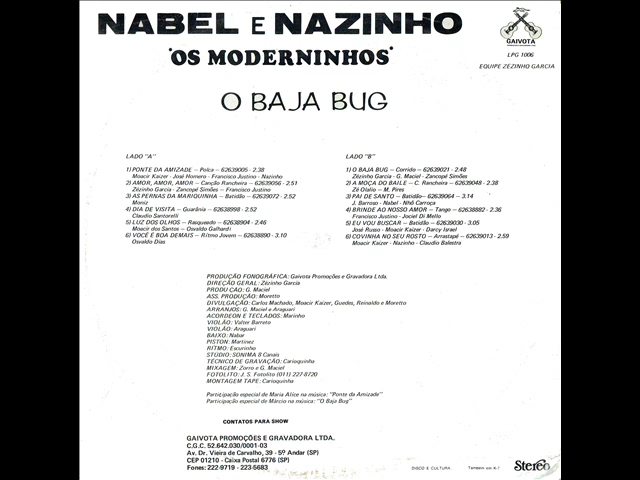 NABEL E NAZINHO
"OS MODERNINHOS"
O BAJA BUG
GAIVOTA
LPG 1006
EQUIPE ZEZINHO GARCIA
LADO "A"
1) PONTE DA AMIZADE — Polca — 62639005 - 2.38
Moacir Kaizer - José Homero - Francisco Justino - Nazinho
2) AMOR, AMOR, AMOR — Canção Rancheira — 62639056 - 2.51
Zézinho Garcia - Zancopé Simões - Francisco Justino
3) AS PERNAS DA MARIQUINHA — Batidão — 62639072 - 2.52
Moniz
4) DIA DE VISITA — Guarânia — 62638898 - 2.52
Claudio Santorelli
5) LUZ DOS OLHOS — Rasqueado — 62638904 - 2.46
Moacir dos Santos — Osvaldo Galhardi
6) VOCÊ É BOA DEMAIS — Ritmo Jovem — 62638890 - 3.10
Osvaldo Dias
LADO "B"
1) O BAJA BUG — Corrido — 62639021 - 2.48
Zézinho Garcia - G. Maciel - Zancopé Simões
2) A MOÇA DO BAILE — C. Rancheira — 62639048 - 2.38
Zé Olalio — M. Pires
3) PAI DE SANTO — Batidão — 62639064 - 3.14
J. Barroso - Nabel - Nhô Carroça
4) BRINDE AO NOSSO AMOR — Tango — 62638882 - 2.36
Francisco Justino - Jociel Di Mello
5) EU VOU BUSCAR — Batidão — 62639030 - 3.05
José Russo - Moacir Kaizer - Darcy Israel
6) COVINHA NO SEU ROSTO — Arrastapé — 62639013 - 2.59
Moacir Kaizer - Nazinho - Claudio Balestra
PRODUÇÃO FONOGRÁFICA: Gaivota Promoções e Gravadora Ltda.
DIREÇÃO GERAL: Zézinho Garcia
PRODUÇÃO: G. Maciel
ASS. PRODUÇÃO: Moretto
DIVULGAÇÃO: Carlos Machado, Moacir Kaizer, Guedes, Reinaldo e Moretto
ARRANJOS: G. Maciel e Araguari
ACORDEON E TECLADOS: Marinho
VIOLÃO: Valter Barreto
VIOLÃO: Araguari
BAIXO: Nabar
PISTON: Martinez
RITMO: Escurinho
STUDIO: SONIMA 8 Canais
TÉCNICO DE GRAVAÇÃO: Carioquinha
MIXAGEM: Zorro e G. Maciel
FOTOLITO: J. S. Fotolito (011) 227-8720
MONTAGEM TAPE: Carioquinha
Participação especial de Maria Alice na música: "Ponte da Amizade"
Participação especial de Márcio na música: "O Baja Bug"
CONTATOS PARA SHOW
GAIVOTA PROMOÇÕES E GRAVADORA LTDA.
C.G.C. 52.642.030/0001-03
Av. Dr. Vieira de Carvalho, 39 - 5º Andar (SP)
CEP 01210 - Caixa Postal 6776 (SP)
Fones: 222-9719 - 223-5683
DISCO É CULTURA.
Também em K-7
Stereo